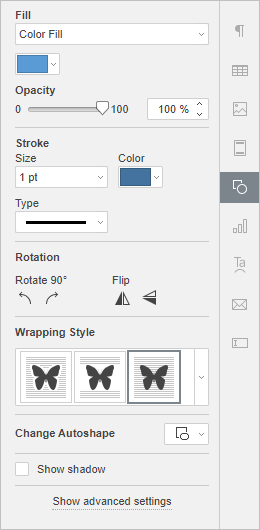 Fill
Color Fill
Opacity
0 100 100 %
Stroke
Size Color
1 pt
Type
Rotation
Rotate 90° Flip
Wrapping Style
Change Autoshape
Show shadow
Show advanced settings
Ta